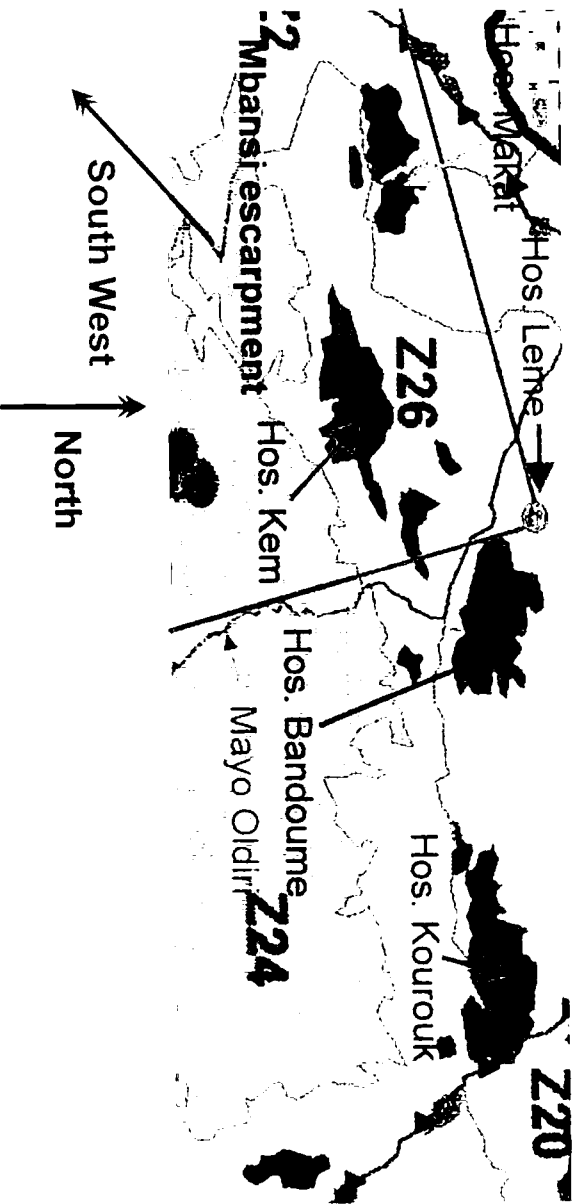 Hos. Makat
Hos. Leme
Z26
Z20
Hos. Kourouk
Hos. Kem
Hos. Bandoume
Mayo Oldiri
Z24
Mbansi escarpment
South West
North